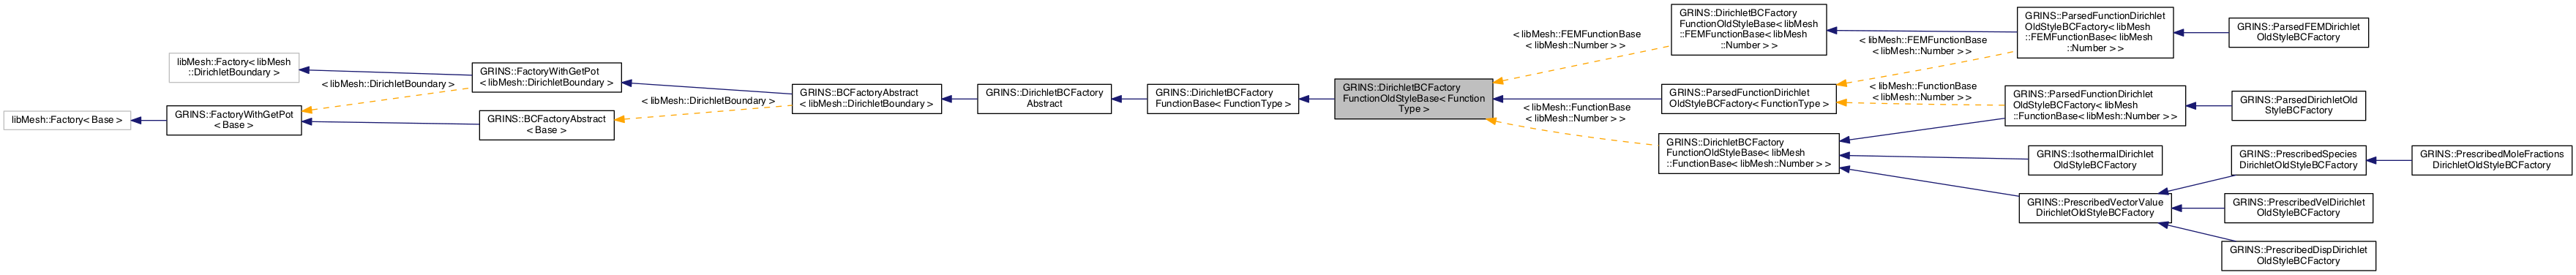 libMesh::Factory< Base >
libMesh::Factory< libMesh
::DirichletBoundary >
GRINS::FactoryWithGetPot
< Base >
< libMesh::DirichletBoundary >
GRINS::FactoryWithGetPot
< libMesh::DirichletBoundary >
GRINS::BCFactoryAbstract
< Base >
< libMesh::DirichletBoundary >
GRINS::BCFactoryAbstract
< libMesh::DirichletBoundary >
GRINS::DirichletBCFactory
Abstract
GRINS::DirichletBCFactory
FunctionBase< FunctionType >
GRINS::DirichletBCFactory
FunctionOldStyleBase< Function
Type >
< libMesh::FEMFunctionBase
< libMesh::Number > >
< libMesh::FunctionBase
< libMesh::Number > >
GRINS::DirichletBCFactory
FunctionOldStyleBase< libMesh
::FEMFunctionBase< libMesh
::Number > >
GRINS::ParsedFunctionDirichlet
OldStyleBCFactory< FunctionType >
GRINS::DirichletBCFactory
FunctionOldStyleBase< libMesh
::FunctionBase< libMesh::Number > >
< libMesh::FEMFunctionBase
< libMesh::Number > >
< libMesh::FunctionBase
< libMesh::Number > >
GRINS::ParsedFunctionDirichlet
OldStyleBCFactory< libMesh
::FEMFunctionBase< libMesh
::Number > >
GRINS::ParsedFunctionDirichlet
OldStyleBCFactory< libMesh
::FunctionBase< libMesh::Number > >
GRINS::IsothermalDirichlet
OldStyleBCFactory
GRINS::PrescribedVectorValue
DirichletOldStyleBCFactory
GRINS::ParsedFEMDirichlet
OldStyleBCFactory
GRINS::ParsedDirichletOld
StyleBCFactory
GRINS::PrescribedSpecies
DirichletOldStyleBCFactory
GRINS::PrescribedVelDirichlet
OldStyleBCFactory
GRINS::PrescribedDispDirichlet
OldStyleBCFactory
GRINS::PrescribedMoleFractions
DirichletOldStyleBCFactory